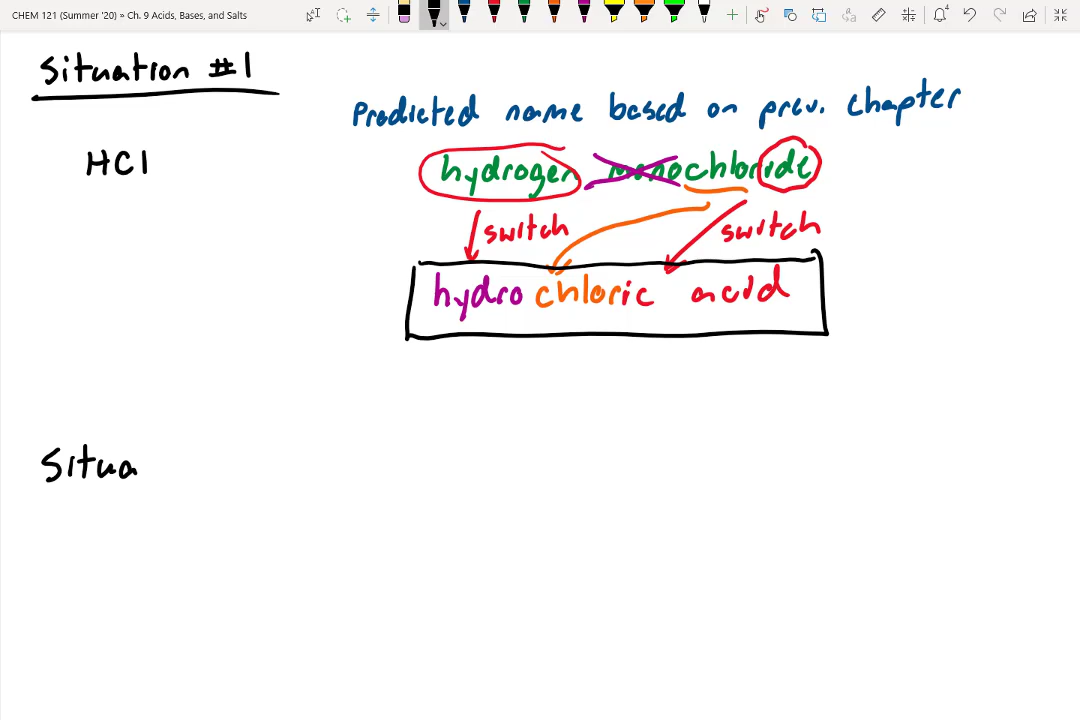 CHEM 121 (Summer '20) » Ch. 9 Acids, Bases, and Salts
4
Situation #1
Predicted name based on prev. chapter
HCl
hydrogen monochloride
switch
switch
hydrochloric acid
Situa